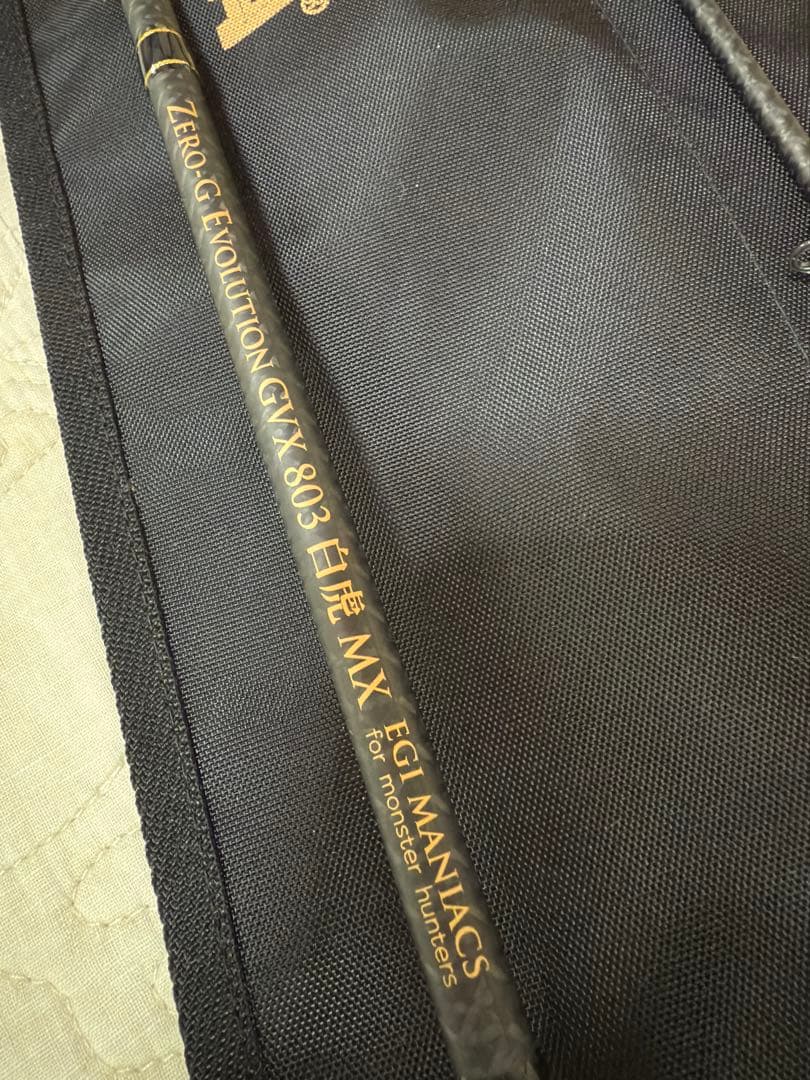 ZERO-G EVOLUTION GVX 803 白虎 MX
EGI MANIACS
for monster hunters